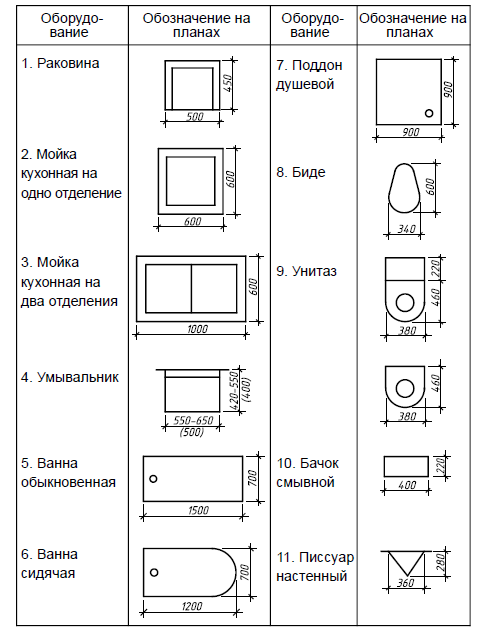 Оборудо-
вание
Обозначение на
планах
Оборудо-
вание
Обозначение на
планах
1. Раковина
450
500
2. Мойка
кухонная на
одно отделение
600
600
3. Мойка
кухонная на
два отделения
600
1000
4. Умывальник
420-550
(400)
550-650
(500)
5. Ванна
обыкновенная
700
1500
6. Ванна
сидячая
700
1200
7. Поддон
душевой
900
900
8. Биде
600
340
9. Унитаз
220
460
380
460
380
10. Бачок
смывной
220
400
11. Писсуар
настенный
280
360